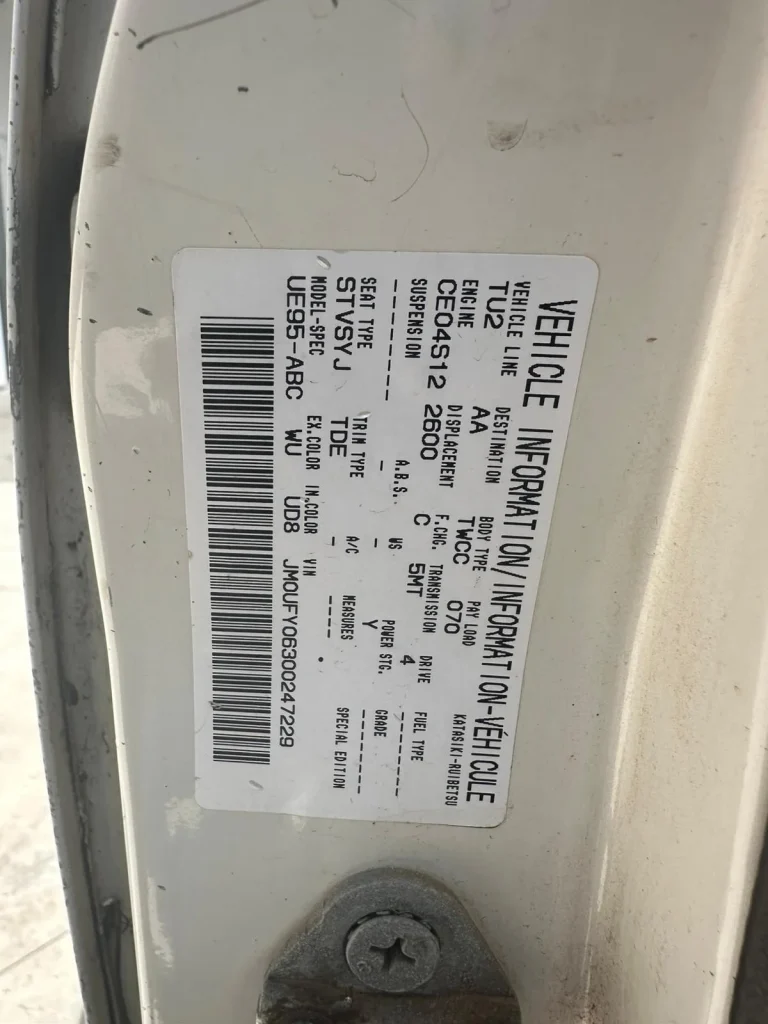 VEHICLE INFORMATION/INFORMATION-VÉHICULE
VEHICLE LINE DESTINATION BODY TYPE PAY LOAD KATASIKI-RUIBETSU
TU2 AA TWCC 070
ENGINE DISPLACEMENT F.CHG. TRANSMISSION DRIVE FUEL TYPE
CE04S12 2600 C 5MT 4 -------
SUSPENSION A.B.S. WS POWER STG. GRADE
------- - - Y -------
SEAT TYPE TRIM TYPE A/C MEASURES SPECIAL EDITION
STVSYJ TDE - ----
MODEL-SPEC EX.COLOR IN.COLOR VIN
UE95-ABC WU UD8 JM0UFY06300247229